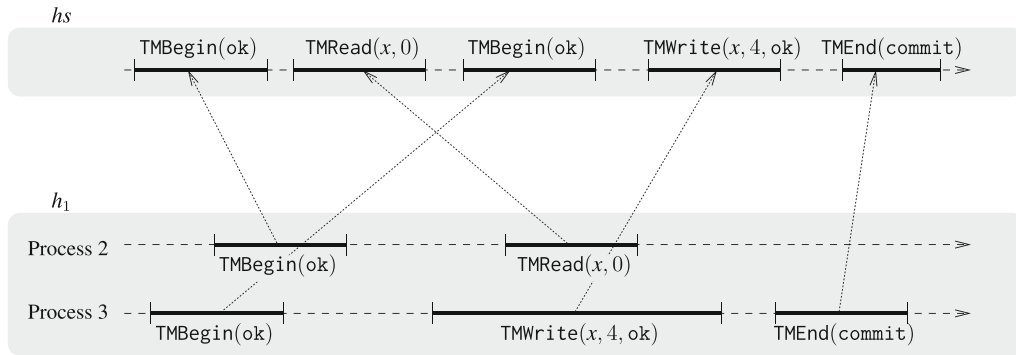 hs
TMBegin(ok) TMRead(x, 0) TMBegin(ok) TMWrite(x, 4, ok) TMEnd(commit)
h1
Process 2
TMBegin(ok) TMRead(x, 0)
Process 3
TMBegin(ok) TMWrite(x, 4, ok) TMEnd(commit)